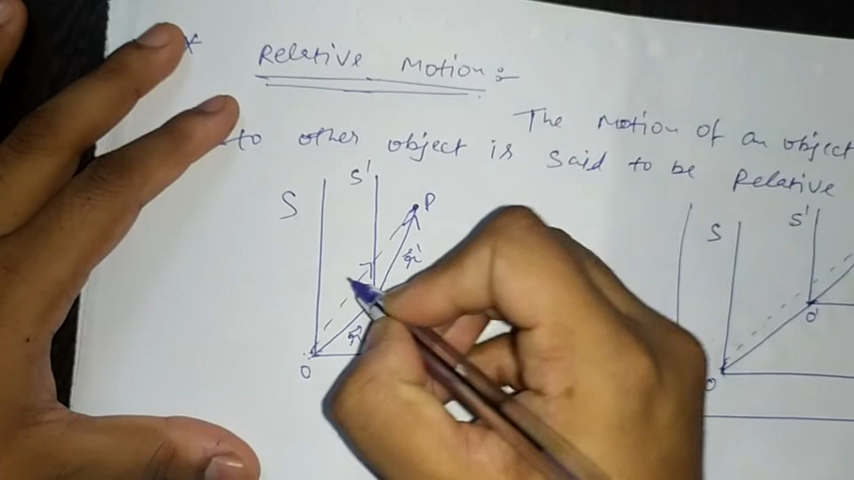 * Relative Motion :-
The Motion of an object
to other object is said to be Relative
S S' P
r'
r
O
S S'
O'
O